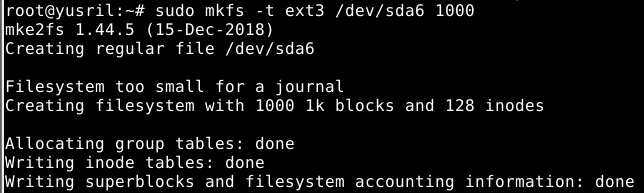 root@yusril:~# sudo mkfs -t ext3 /dev/sda6 1000
mke2fs 1.44.5 (15-Dec-2018)
Creating regular file /dev/sda6

Filesystem too small for a journal
Creating filesystem with 1000 1k blocks and 128 inodes

Allocating group tables: done
Writing inode tables: done
Writing superblocks and filesystem accounting information: done